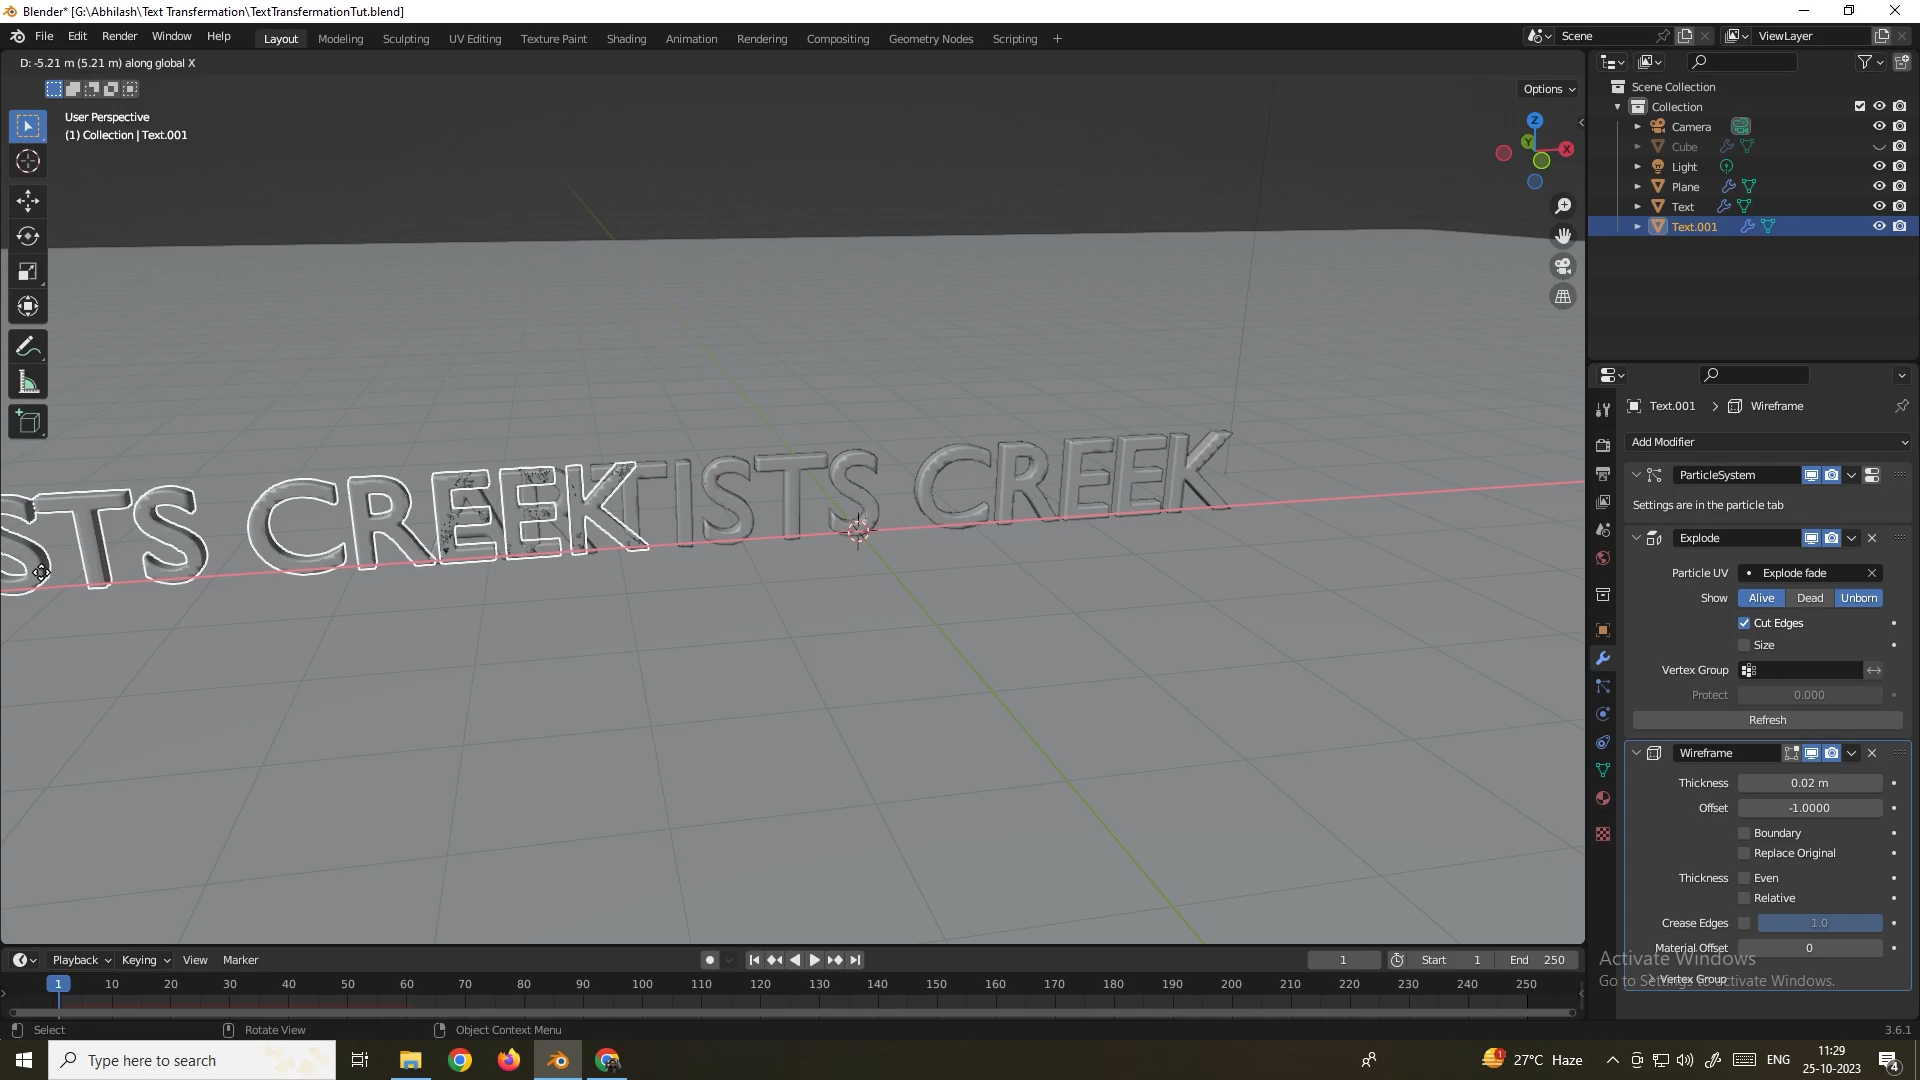 Blender* [G:\Abhilash\Text Transfermation\TextTransfermationTut.blend]
File Edit Render Window Help Layout Modeling Sculpting UV Editing Texture Paint Shading Animation Rendering Compositing Geometry Nodes Scripting + Scene ViewLayer
D: -5.21 m (5.21 m) along global X
Options
User Perspective
(1) Collection | Text.001
Z
Y
X
Scene Collection
Collection
Camera
Cube
Light
Plane
Text
Text.001
STS CREEK
TISTS CREEK
Text.001 > Wireframe
Add Modifier
ParticleSystem
Settings are in the particle tab
Explode
Particle UV Explode fade
Show Alive Dead Unborn
Cut Edges
Size
Vertex Group
Protect 0.000
Refresh
Wireframe
Thickness 0.02 m
Offset -1.0000
Boundary
Replace Original
Thickness Even
Relative
Crease Edges 1.0
Material Offset 0
Vertex Group
Activate Windows
Go to Settings to activate Windows.
Playback Keying View Marker 1 Start 1 End 250
1 10 20 30 40 50 60 70 80 90 100 110 120 130 140 150 160 170 180 190 200 210 220 230 240 250
Select Rotate View Object Context Menu 3.6.1
Type here to search
1 27°C Haze ENG
11:29
25-10-2023
4